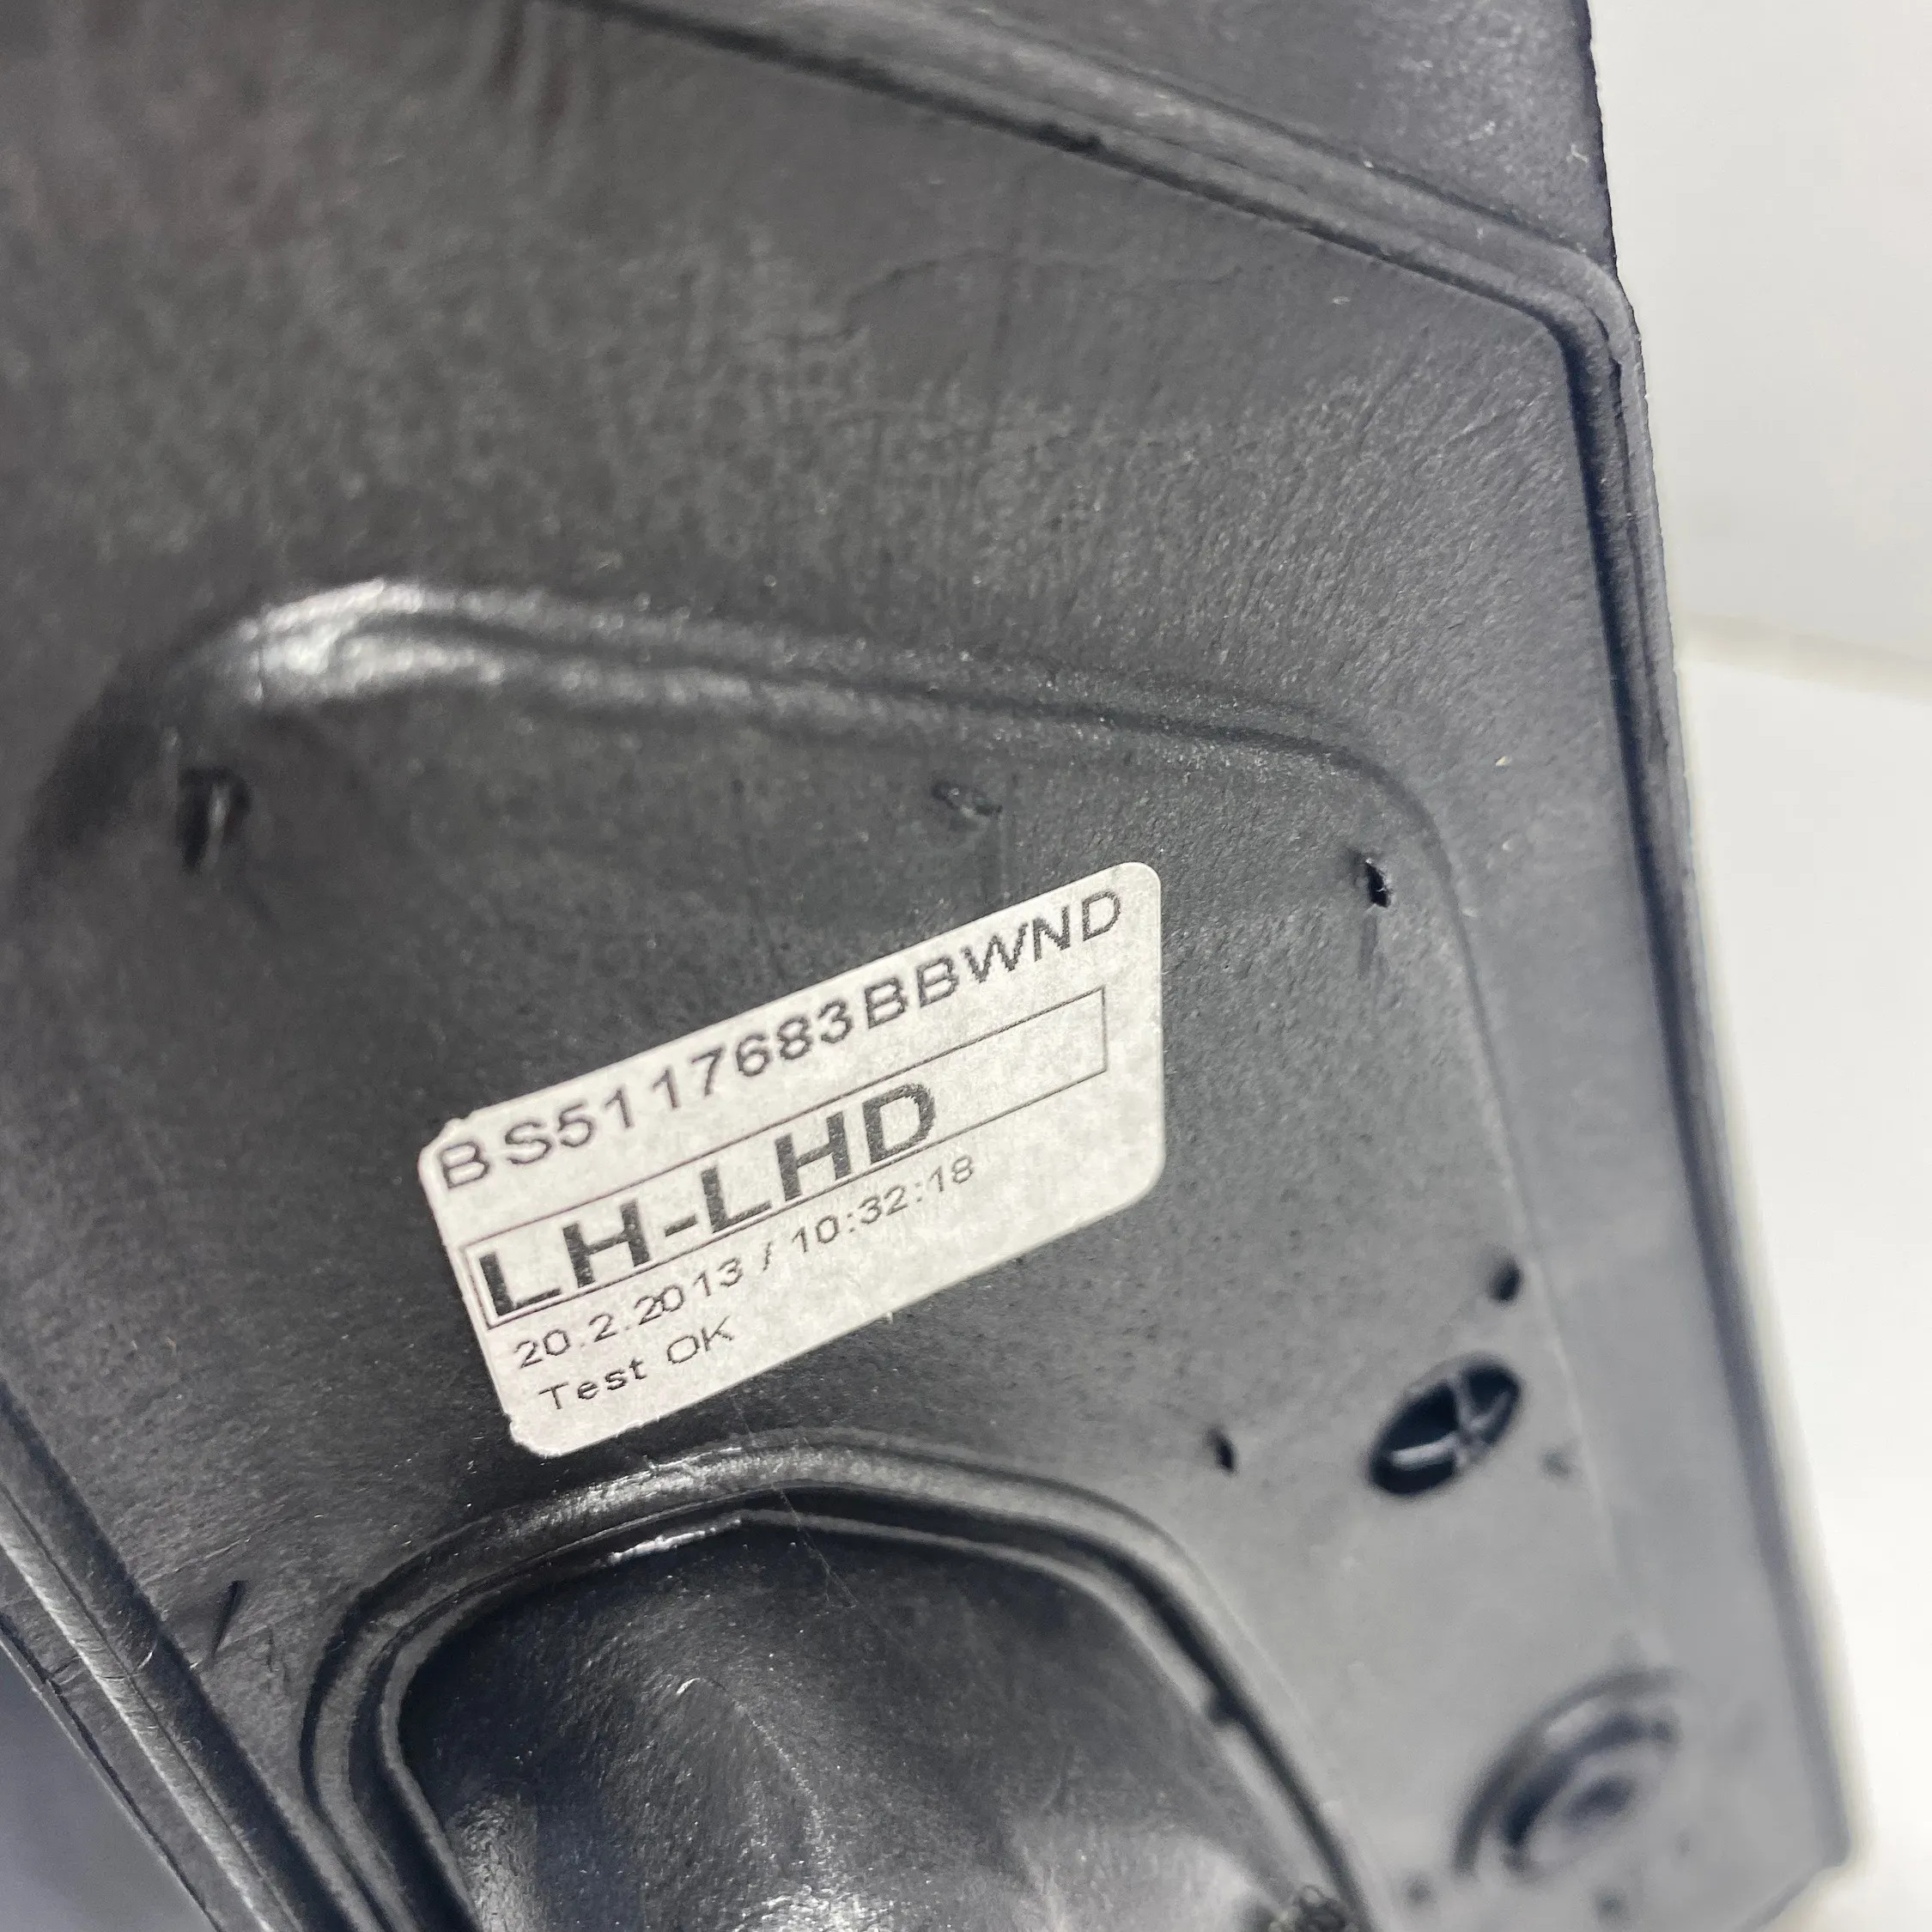 BS5117683BBWND
LH-LHD
20.2.2013 / 10:32:18
Test OK